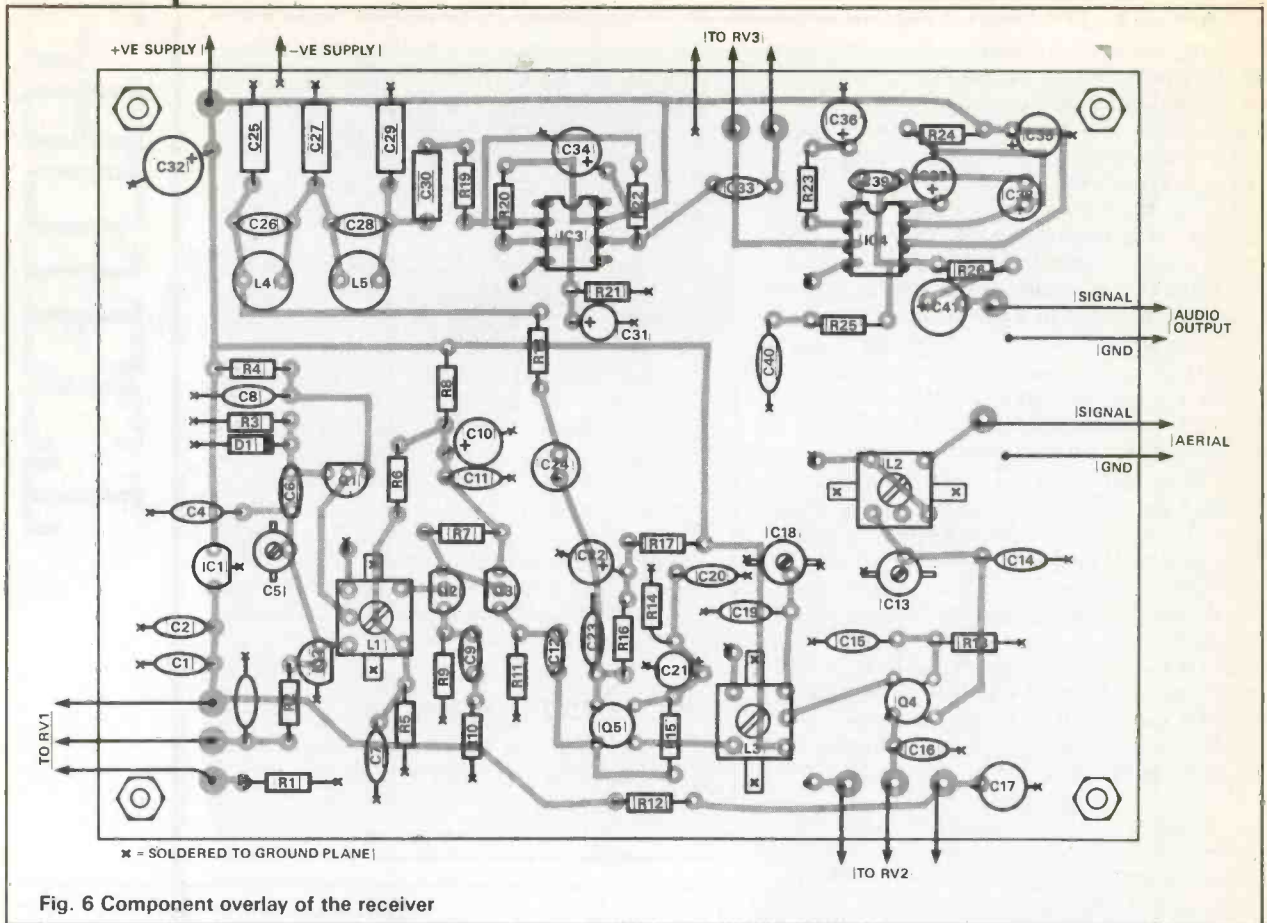 +VE SUPPLY
-VE SUPPLY
TO RV3
C32
C25
C27
C29
C30
R19
R20
C34
R22
C33
C36
R23
C39
R24
C37
C35
C38
C26
C28
L4
L5
IC3
R21
C31
IC4
R26
C41
SIGNAL
AUDIO
OUTPUT
GND
R25
C40
R4
C8
R3
D1
R8
C10
C11
R6
C6
Q1
C24
SIGNAL
AERIAL
GND
L2
C4
IC1
C5
R7
C22
R17
C18
C20
C14
C13
Q2
Q3
R14
C19
C2
C1
L1
R9
C9
R11
C12
C23
R16
C21
C15
Q4
TO RV1
R5
C7
R10
Q5
R15
L3
C16
R1
R12
C17
x = SOLDERED TO GROUND PLANE
TO RV2
Fig. 6 Component overlay of the receiver